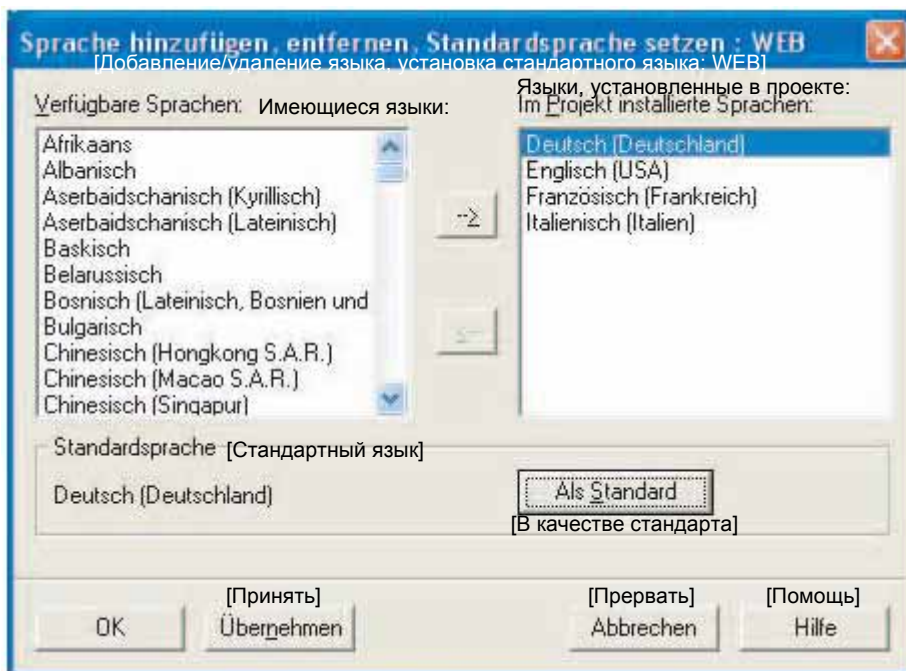 Sprache hinzufügen, entfernen, Standardsprache setzen : WEB
[Добавление/удаление языка, установка стандартного языка: WEB]
Verfügbare Sprachen: Имеющиеся языки:
Языки, установленные в проекте:
Im Projekt installierte Sprachen:
Afrikaans
Albanisch
Aserbaidschanisch (Kyrillisch)
Aserbaidschanisch (Lateinisch)
Baskisch
Belarussisch
Bosnisch (Lateinisch, Bosnien und
Bulgarisch
Chinesisch (Hongkong S.A.R.)
Chinesisch (Macao S.A.R.)
Chinesisch (Singapur)
-->
<--
Deutsch (Deutschland)
Englisch (USA)
Französisch (Frankreich)
Italienisch (Italien)
Standardsprache [Стандартный язык]
Deutsch (Deutschland)
Als Standard
[В качестве стандарта]
[Принять] [Прервать] [Помощь]
OK Übernehmen Abbrechen Hilfe